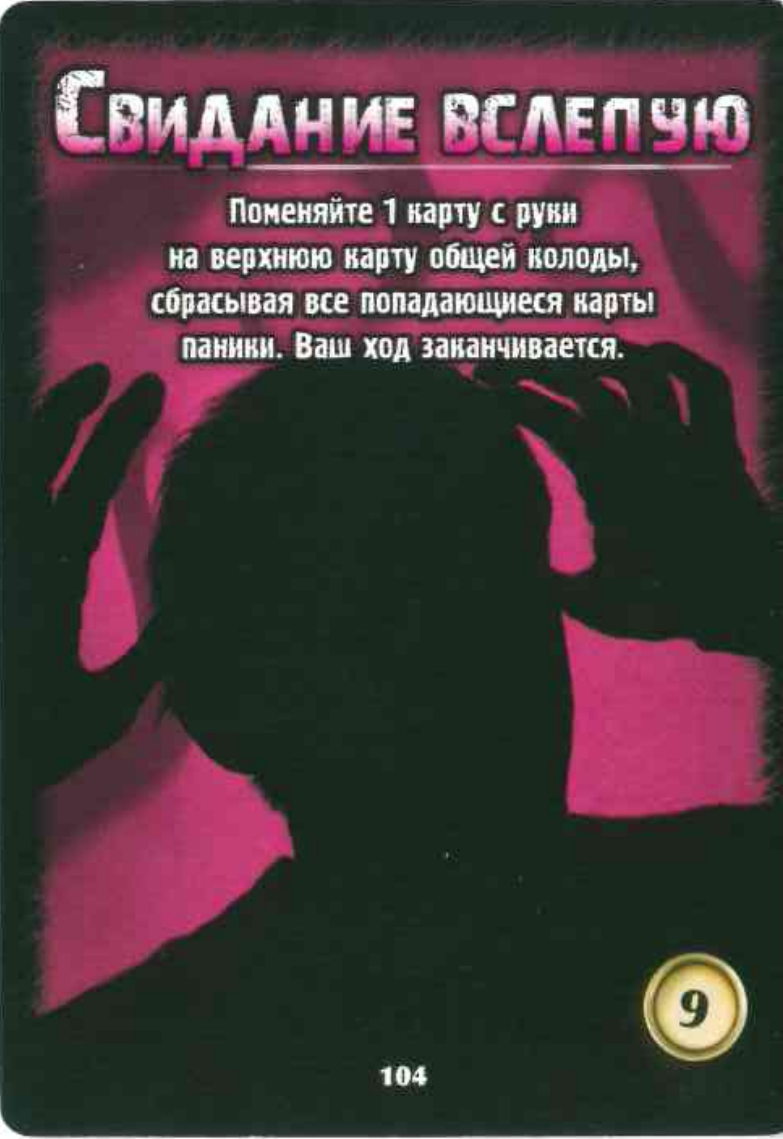 Свидание вслепую
Поменяйте 1 карту с руки
на верхнюю карту общей колоды,
сбрасывая все попадающиеся карты
паники. Ваш ход заканчивается.
9
104